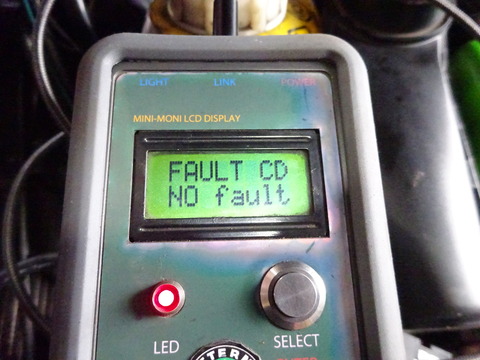 LIGHT LINK POWER
MINI-MONI LCD DISPLAY
FAULT CD
NO fault
LED SELECT